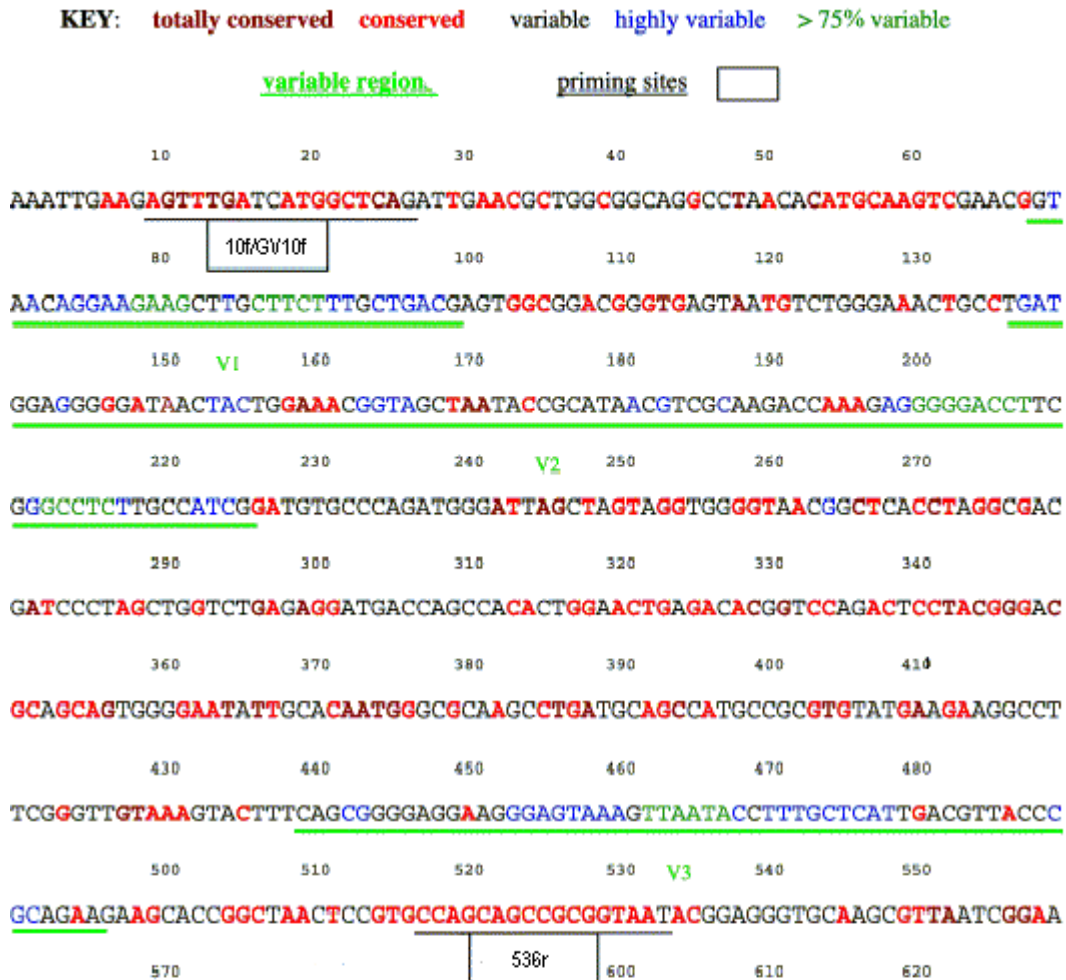 KEY: totally conserved conserved variable highly variable > 75% variable
variable region. priming sites
10 20 30 40 50 60
AAATTGAAGAGTTTGATCATGGCTCAGATTGAACGCTGGCGGCAGGCCTAACACATGCAAGTCGAACGGT
10f/GV10f
80 100 110 120 130
AACAGGAAGAAGCTTGCTTCTTTGCTGACGAGTGGCGGACGGGTGAGTAATGTCTGGGAAACTGCCTGAT
150 V1 160 170 180 190 200
GGAGGGGGATAACTACTGGAAACGGTAGCTAATACCGCATAACGTCGCAAGACCAAAGAGGGGGACCTTC
220 230 240 V2 250 260 270
GGGCCTCTTGCCATCGGATGTGCCCAGATGGGATTAGCTAGTAGGTGGGGTAACGGCTCACCTAGGCGAC
290 300 310 320 330 340
GATCCCTAGCTGGTCTGAGAGGATGACCAGCCACACTGGAACTGAGACACGGTCCAGACTCCTACGGGAC
360 370 380 390 400 410
GCAGCAGTGGGGAATATTGCACAATGGGCGCAAGCCTGATGCAGCCATGCCGCGTGTATGAAGAAGGCCT
430 440 450 460 470 480
TCGGGTTGTAAAGTACTTTCAGCGGGGAGGAAGGGAGTAAAGTTAATACCTTTGCTCATTGACGTTACCC
500 510 520 530 V3 540 550
GCAGAAGAAGCACCGGCTAACTCCGTGCCAGCAGCCGCGGTAATACGGAGGGTGCAAGCGTTAATCGGAA
536r
570 600 610 620